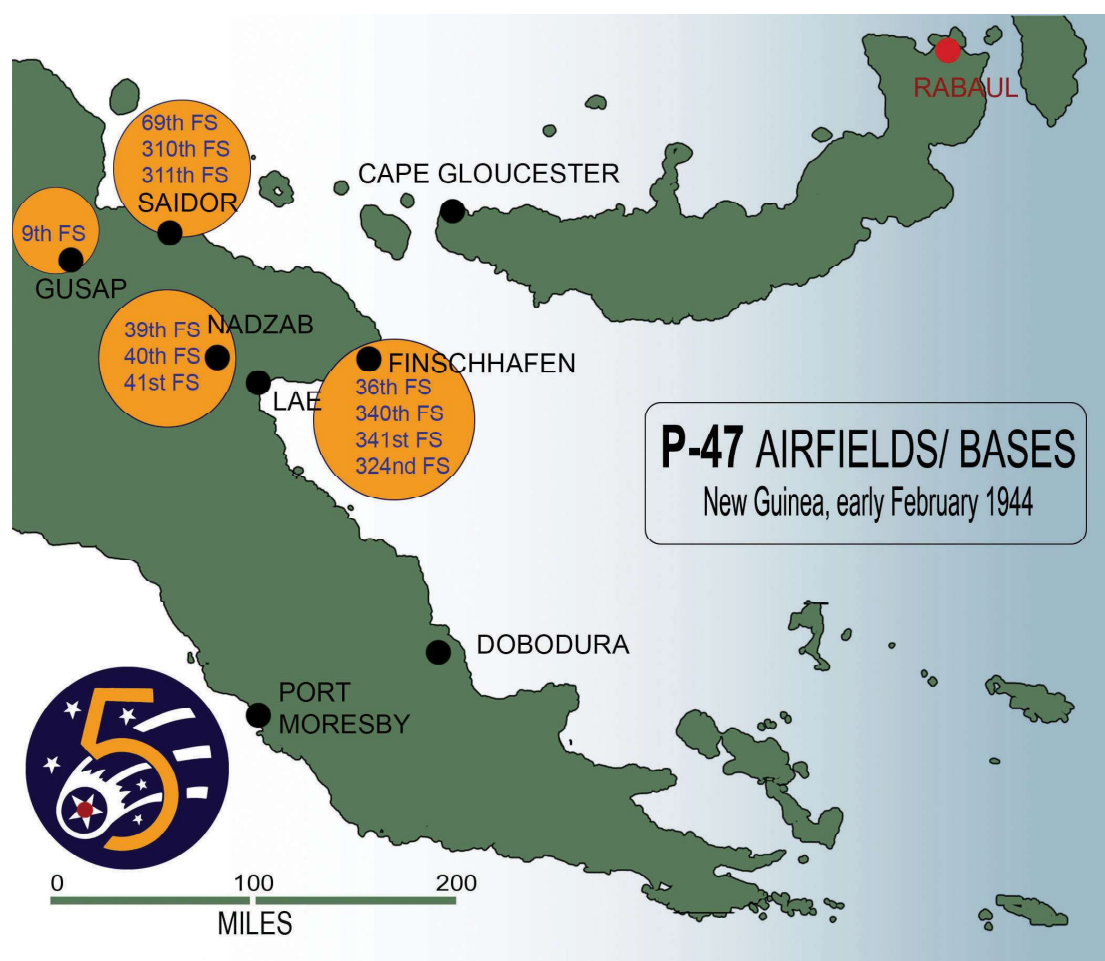 RABAUL
69th FS
310th FS
311th FS
SAIDOR
CAPE GLOUCESTER
9th FS
GUSAP
39th FS
40th FS
41st FS
NADZAB
LAE
FINSCHHAFEN
36th FS
340th FS
341st FS
324nd FS
P-47 AIRFIELDS/ BASES
New Guinea, early February 1944
DOBODURA
PORT
MORESBY
5
0 100 200
MILES